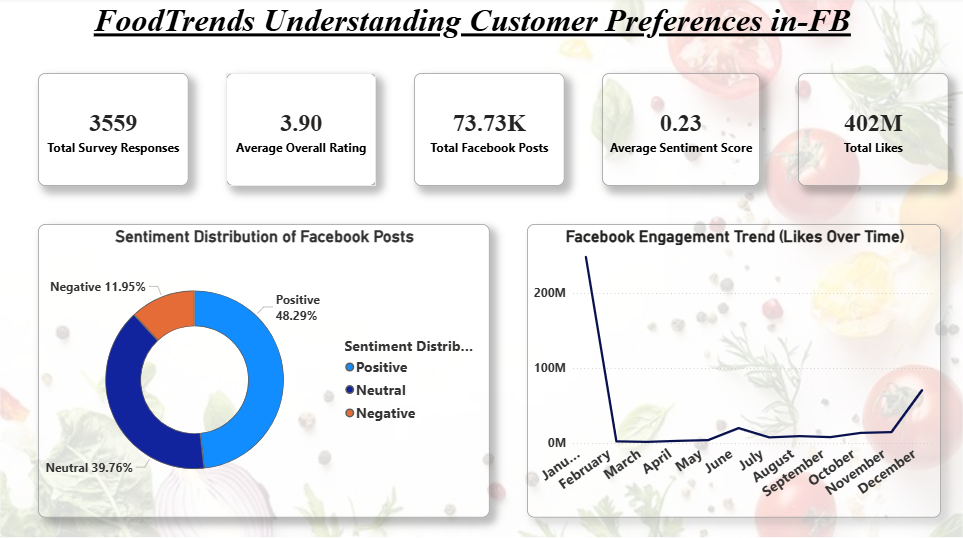 FoodTrends Understanding Customer Preferences in-FB
3559
Total Survey Responses
3.90
Average Overall Rating
73.73K
Total Facebook Posts
0.23
Average Sentiment Score
402M
Total Likes
Sentiment Distribution of Facebook Posts
Negative 11.95%
Positive
48.29%
Neutral 39.76%
Sentiment Distrib...
Positive
Neutral
Negative
Facebook Engagement Trend (Likes Over Time)
200M
100M
0M
Janu...
February
March
April
May
June
July
August
September
October
November
December